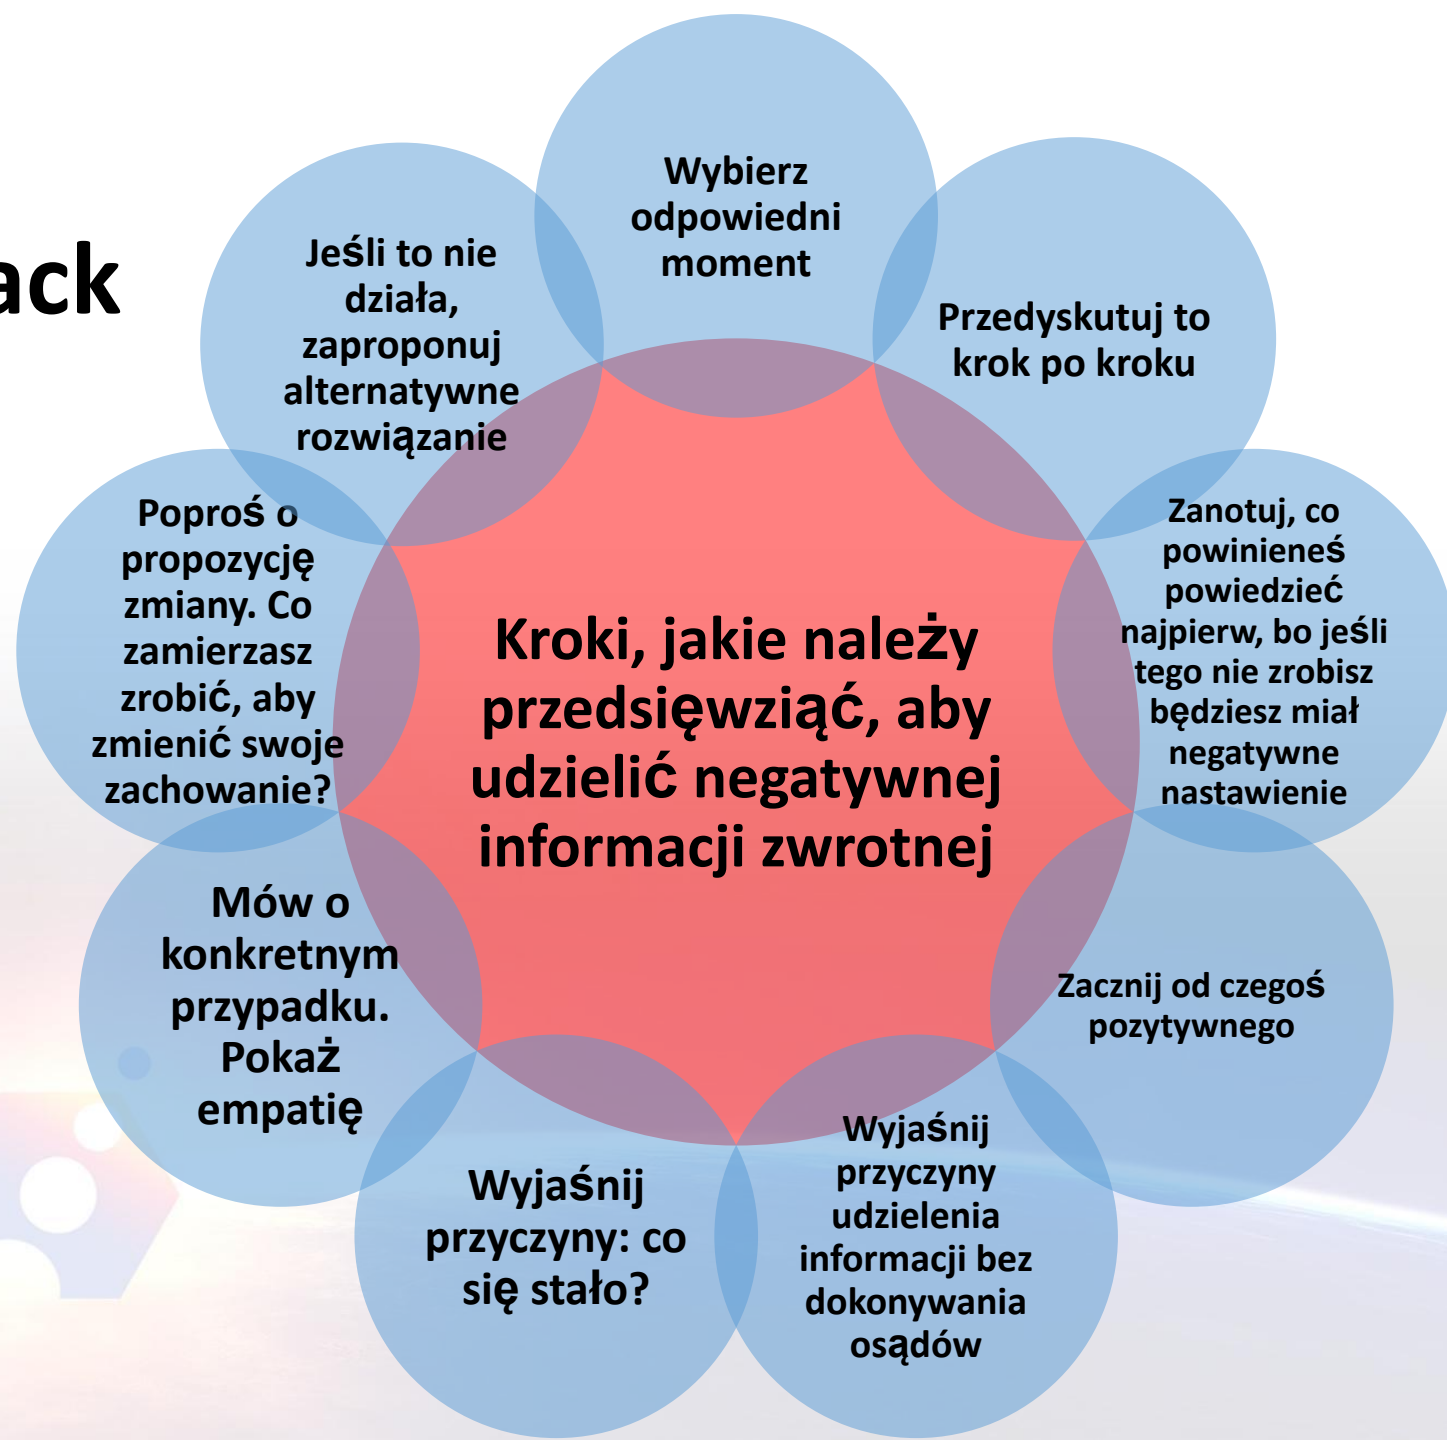 ack
Wybierz
odpowiedni
moment
Przedyskutuj to
krok po kroku
Zanotuj, co
powinieneś
powiedzieć
najpierw, bo jeśli
tego nie zrobisz
będziesz miał
negatywne
nastawienie
Zacznij od czegoś
pozytywnego
Wyjaśnij
przyczyny
udzielenia
informacji bez
dokonywania
osądów
Wyjaśnij
przyczyny: co
się stało?
Mów o
konkretnym
przypadku.
Pokaż
empatię
Poproś o
propozycję
zmiany. Co
zamierzasz
zrobić, aby
zmienić swoje
zachowanie?
Jeśli to nie
działa,
zaproponuj
alternatywne
rozwiązanie
Kroki, jakie należy
przedsięwziąć, aby
udzielić negatywnej
informacji zwrotnej